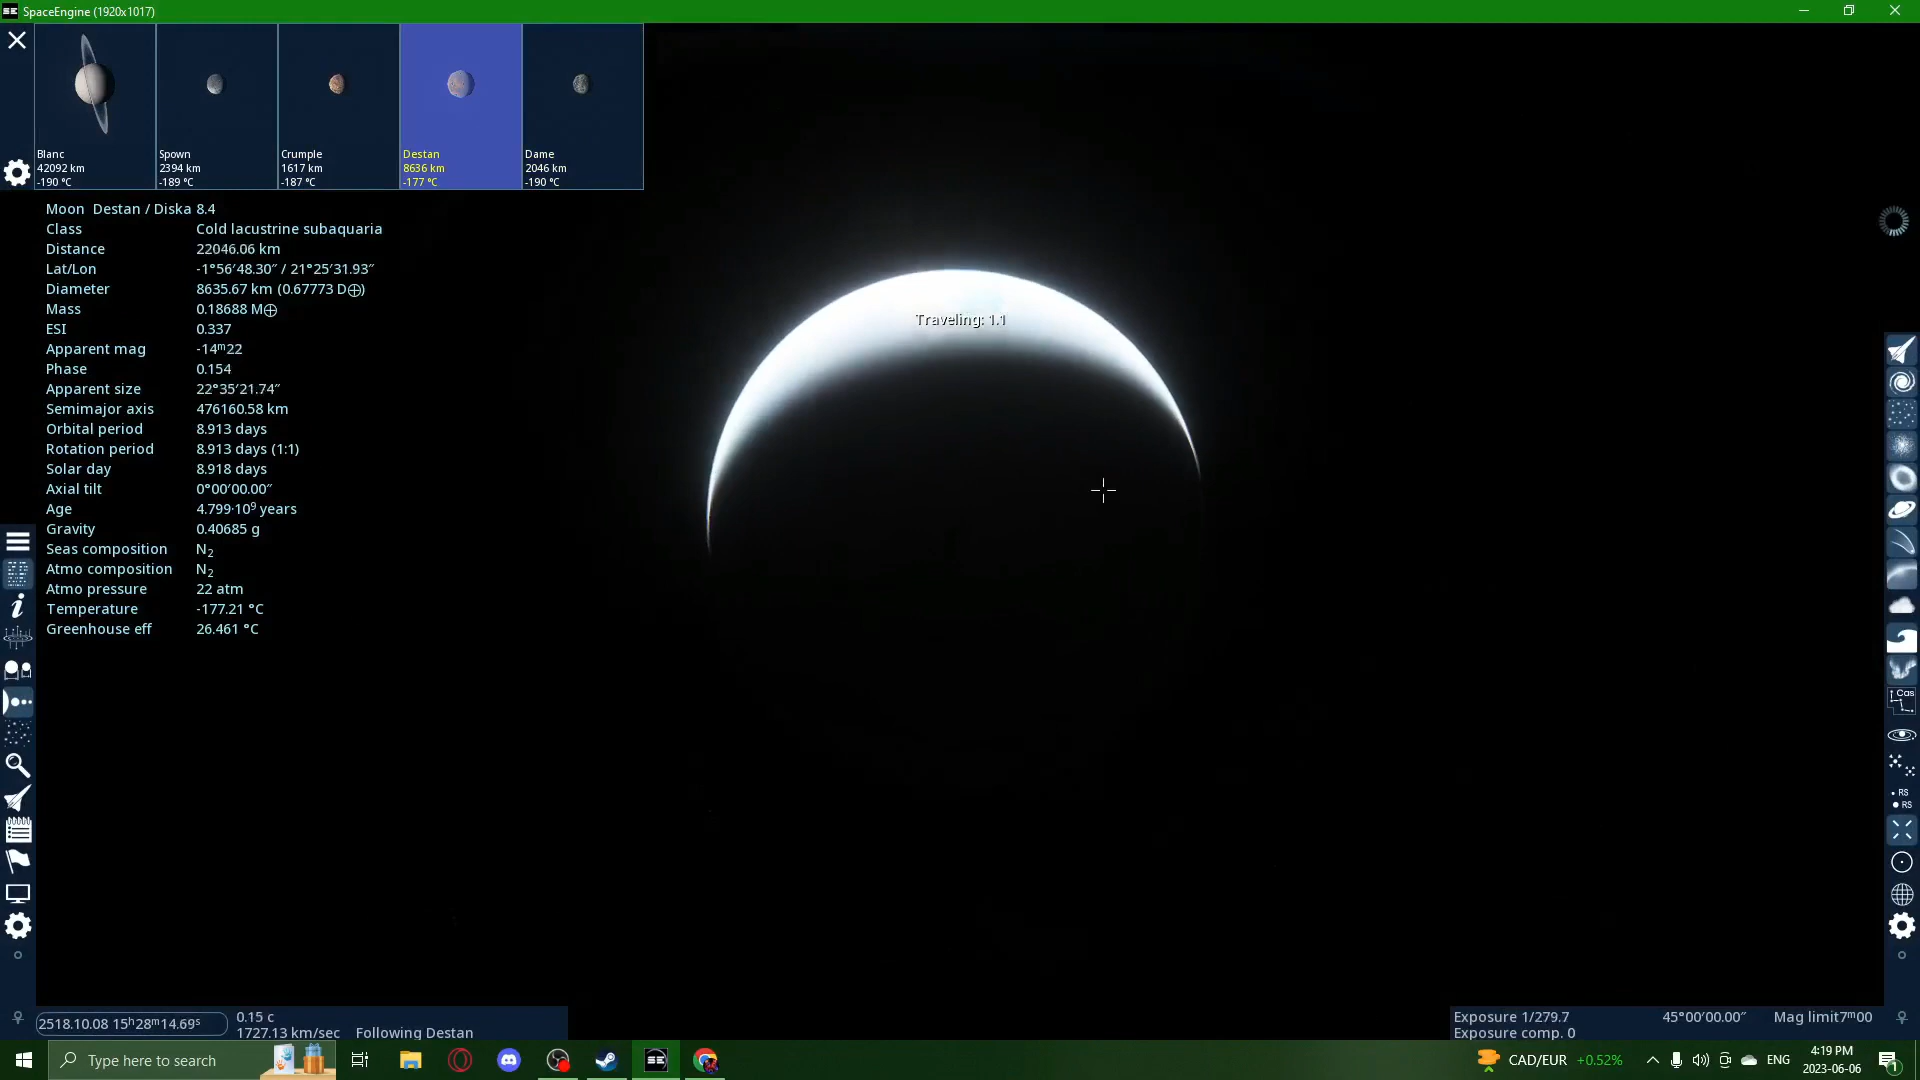 SpaceEngine (1920x1017)
Blanc
42092 km
-190 °C
Spown
2394 km
-189 °C
Crumple
1617 km
-187 °C
Destan
8636 km
-177 °C
Dame
2046 km
-190 °C
Moon Destan / Diska 8.4
Class Cold lacustrine subaquaria
Distance 22046.06 km
Lat/Lon -1°56′48.30″ / 21°25′31.93″
Diameter 8635.67 km (0.67773 D⊕)
Mass 0.18688 M⊕
ESI 0.337
Apparent mag -14ᵐ22
Phase 0.154
Apparent size 22°35′21.74″
Semimajor axis 476160.58 km
Orbital period 8.913 days
Rotation period 8.913 days (1:1)
Solar day 8.918 days
Axial tilt 0°00′00.00″
Age 4.799·10⁹ years
Gravity 0.40685 g
Seas composition N₂
Atmo composition N₂
Atmo pressure 22 atm
Temperature -177.21 °C
Greenhouse eff 26.461 °C
Traveling: 1.1
Cas
RS
RS
2518.10.08 15ʰ28ᵐ14.69ˢ
0.15 c
1727.13 km/sec Following Destan
Exposure 1/279.7 45°00′00.00″ Mag limit7ᵐ00
Exposure comp. 0
Type here to search
SE
CAD/EUR +0.52%
ENG
4:19 PM
2023-06-06
1